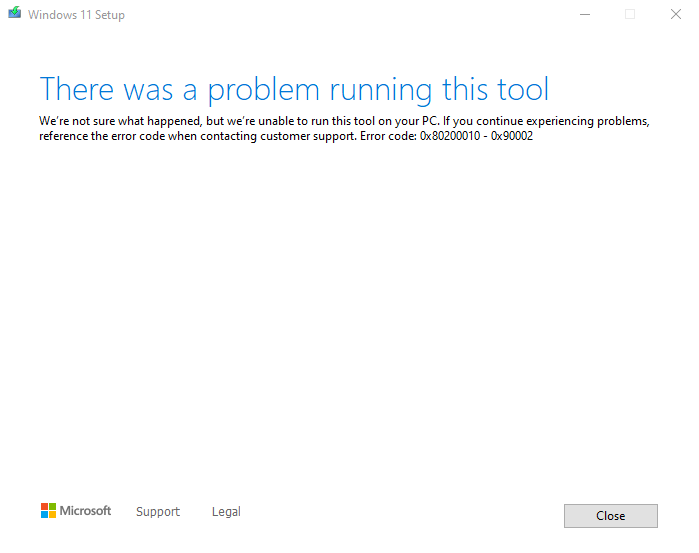 Windows 11 Setup
There was a problem running this tool
We're not sure what happened, but we're unable to run this tool on your PC. If you continue experiencing problems,
reference the error code when contacting customer support. Error code: 0x80200010 - 0x90002
Microsoft Support Legal
Close